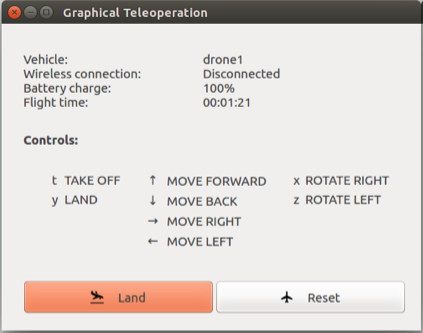 Graphical Teleoperation
Vehicle: drone1
Wireless connection: Disconnected
Battery charge: 100%
Flight time: 00:01:21
Controls:
t TAKE OFF ↑ MOVE FORWARD x ROTATE RIGHT
y LAND ↓ MOVE BACK z ROTATE LEFT
→ MOVE RIGHT
← MOVE LEFT
Land Reset